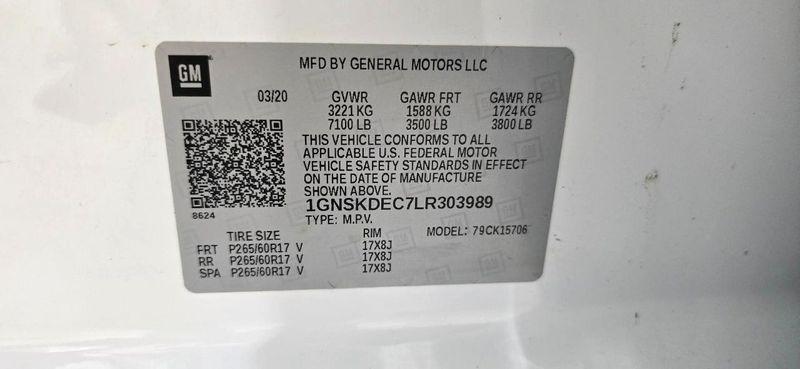 GM
MFD BY GENERAL MOTORS LLC
03/20 GVWR GAWR FRT GAWR RR
3221 KG 1588 KG 1724 KG
7100 LB 3500 LB 3800 LB
THIS VEHICLE CONFORMS TO ALL
APPLICABLE U.S. FEDERAL MOTOR
VEHICLE SAFETY STANDARDS IN EFFECT
ON THE DATE OF MANUFACTURE
SHOWN ABOVE.
8624
1GNSKDEC7LR303989
TYPE: M.P.V. MODEL: 79CK15706
TIRE SIZE RIM
FRT P265/60R17 V 17X8J
RR P265/60R17 V 17X8J
SPA P265/60R17 V 17X8J